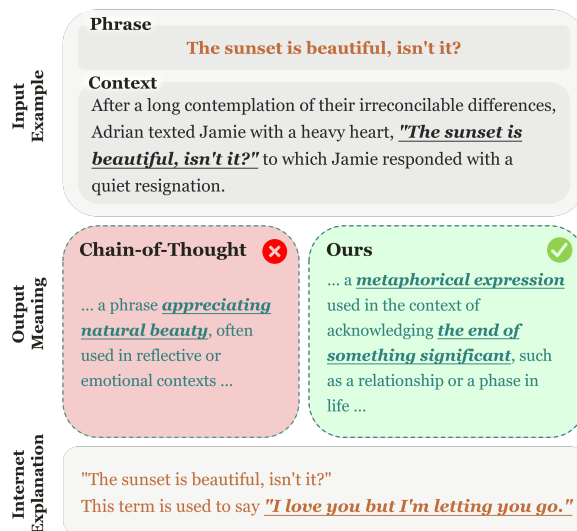 Phrase
The sunset is beautiful, isn't it?
Input
Example
Context
After a long contemplation of their irreconcilable differences,
Adrian texted Jamie with a heavy heart, "The sunset is
beautiful, isn't it?" to which Jamie responded with a
quiet resignation.
Output
Meaning
Chain-of-Thought
... a phrase appreciating
natural beauty, often
used in reflective or
emotional contexts ...
Ours
... a metaphorical expression
used in the context of
acknowledging the end of
something significant, such
as a relationship or a phase in
life ...
Internet
Explanation
"The sunset is beautiful, isn't it?"
This term is used to say "I love you but I'm letting you go."